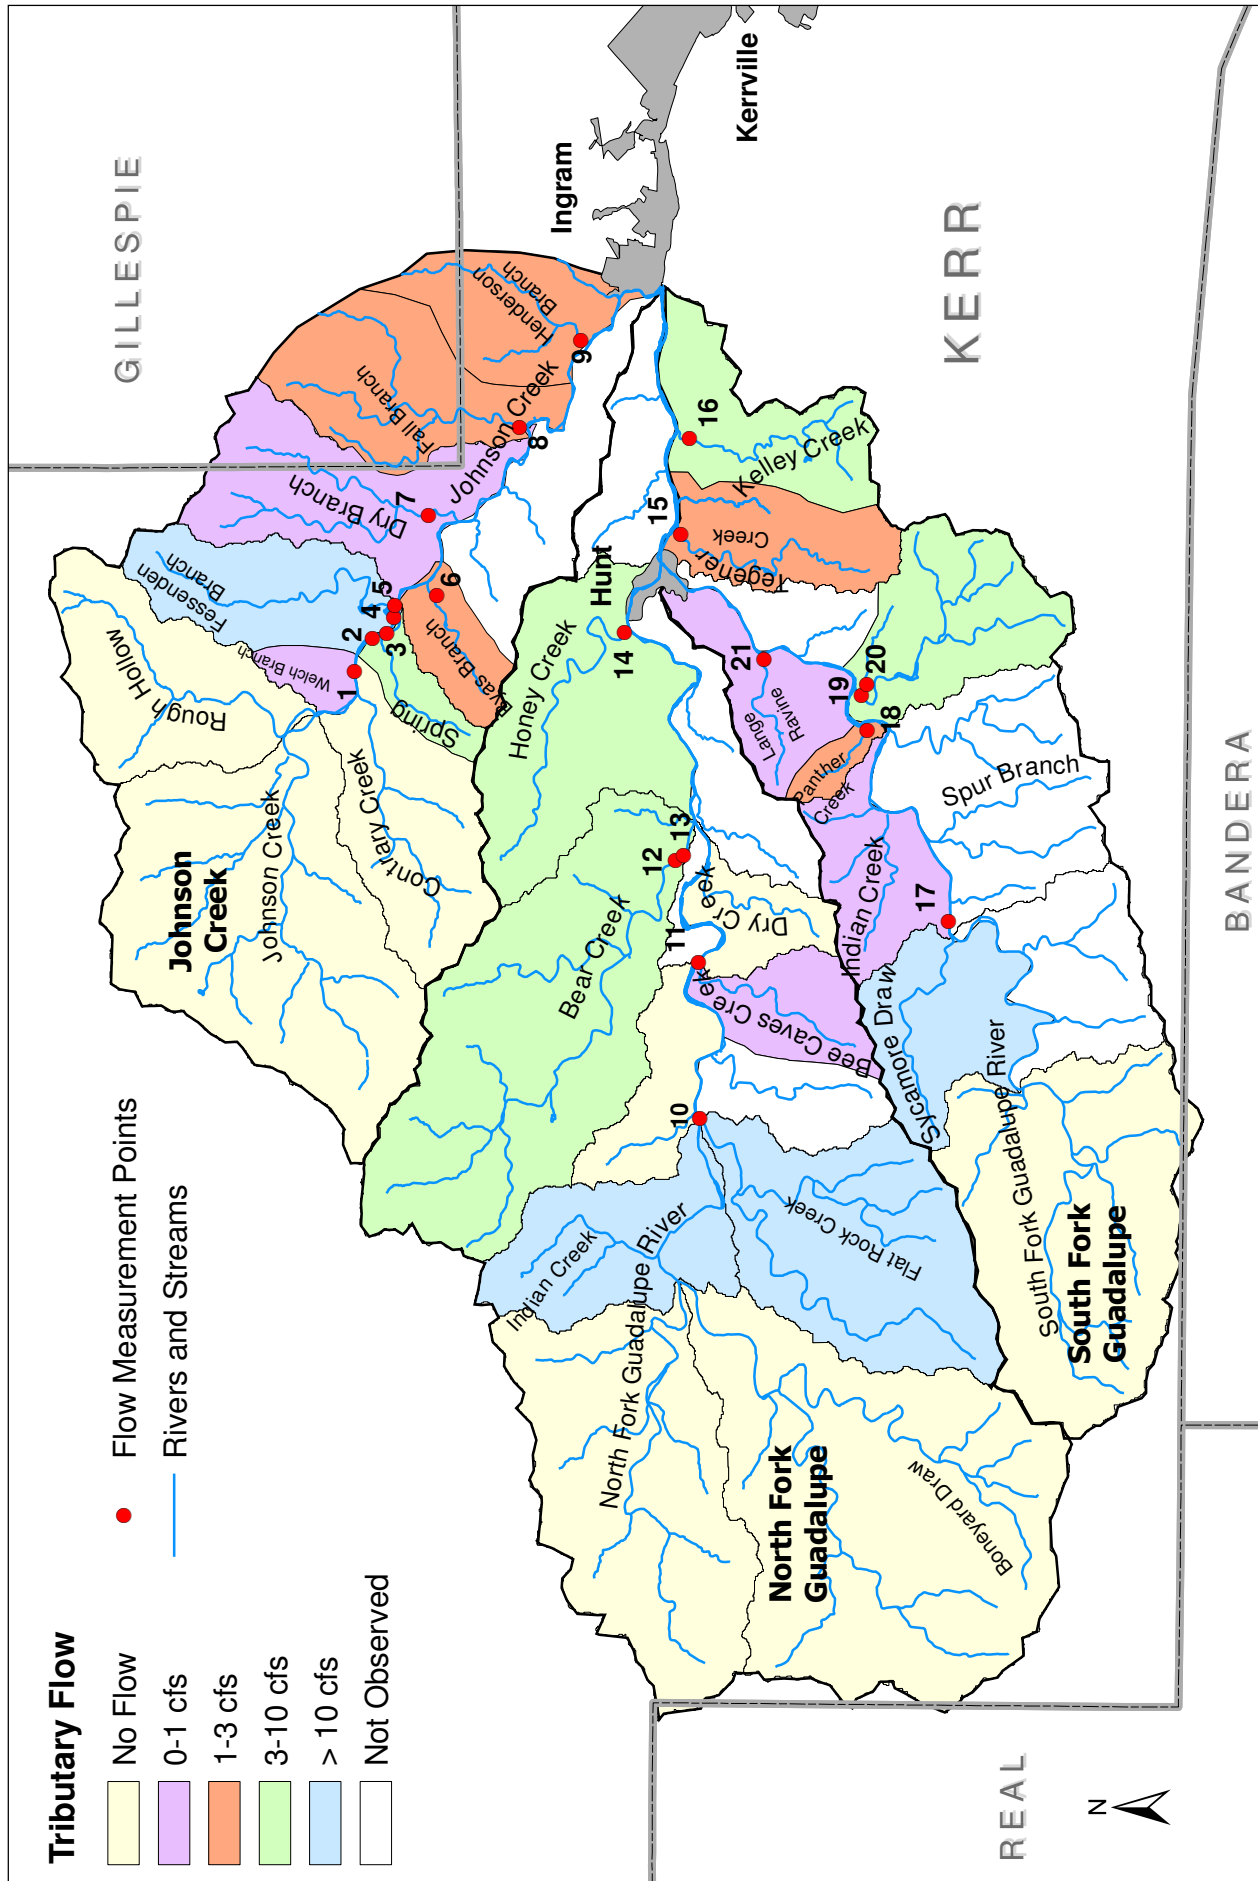 Tributary Flow
No Flow
0-1 cfs
1-3 cfs
3-10 cfs
> 10 cfs
Not Observed
Flow Measurement Points
Rivers and Streams
GILLESPIE
KERR
BANDERA
REAL
N
Ingram
Kerrville
Hunt
Johnson
Creek
North Fork
Guadalupe
South Fork
Guadalupe
Rough Hollow
Welch Branch
Fessenden
Branch
Dry Branch
Fall Branch
Henderson
Branch
Johnson Creek
Johnson Creek
Contrary Creek
Spring
Byas Branch
Honey Creek
Bear Creek
Indian Creek
North Fork Guadalupe River
Flat Rock Creek
Boneyard Draw
Bee Caves Creek
Dry Creek
Tegener
Creek
Kelley Creek
Lange
Ravine
Panther
Creek
Indian Creek
Spur Branch
Sycamore Draw
South Fork Guadalupe River
1
2
3
4
5
6
7
8
9
10
11
12
13
14
15
16
17
18
19
20
21